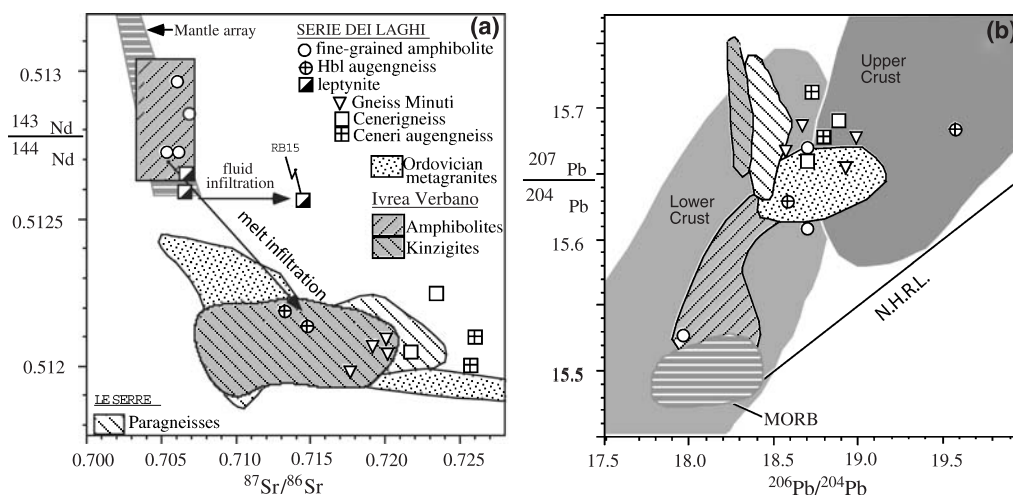 (a)
Mantle array
SERIE DEI LAGHI
fine-grained amphibolite
Hbl augengneiss
leptynite
Gneiss Minuti
Cenerigneiss
Ceneri augengneiss
Ordovician
metagranites
Ivrea Verbano
Amphibolites
Kinzigites
RB15
fluid
infiltration
melt infiltration
LE SERRE
Paragneisses
0.513
143
Nd
144
Nd
0.5125
0.512
0.700 0.705 0.710 0.715 0.720 0.725
87Sr/86Sr
(b)
Upper
Crust
Lower
Crust
N.H.R.L.
MORB
15.7
207
Pb
204
Pb
15.6
15.5
17.5 18.0 18.5 19.0 19.5
206Pb/204Pb